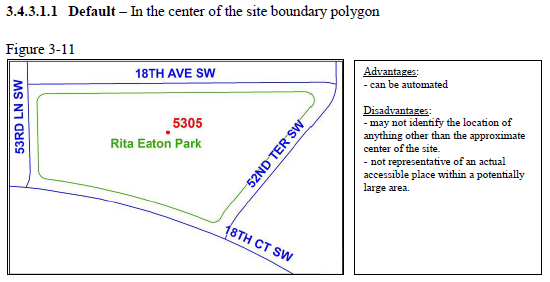 3.4.3.1.1 Default – In the center of the site boundary polygon
Figure 3-11
18TH AVE SW
53RD LN SW
5305
Rita Eaton Park
52ND TER SW
18TH CT SW
Advantages:
- can be automated
Disadvantages:
- may not identify the location of
anything other than the approximate
center of the site.
- not representative of an actual
accessible place within a potentially
large area.